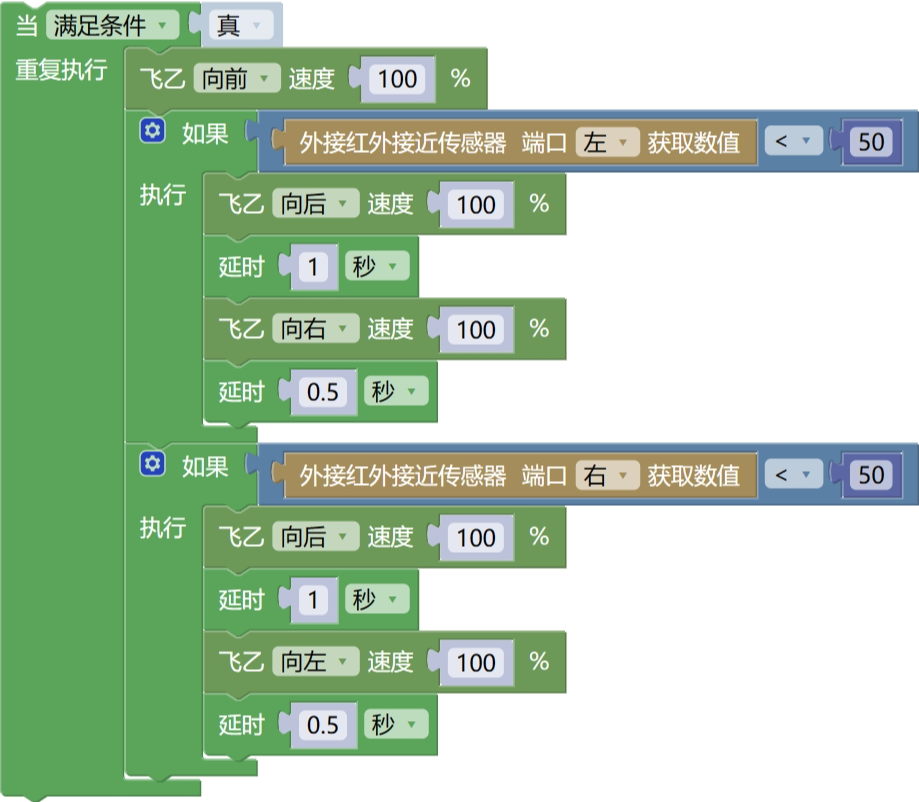 当 满足条件 真
重复执行 飞乙 向前 速度 100 %
如果 外接红外接近传感器 端口 左 获取数值 < 50
执行 飞乙 向后 速度 100 %
延时 1 秒
飞乙 向右 速度 100 %
延时 0.5 秒
如果 外接红外接近传感器 端口 右 获取数值 < 50
执行 飞乙 向后 速度 100 %
延时 1 秒
飞乙 向左 速度 100 %
延时 0.5 秒